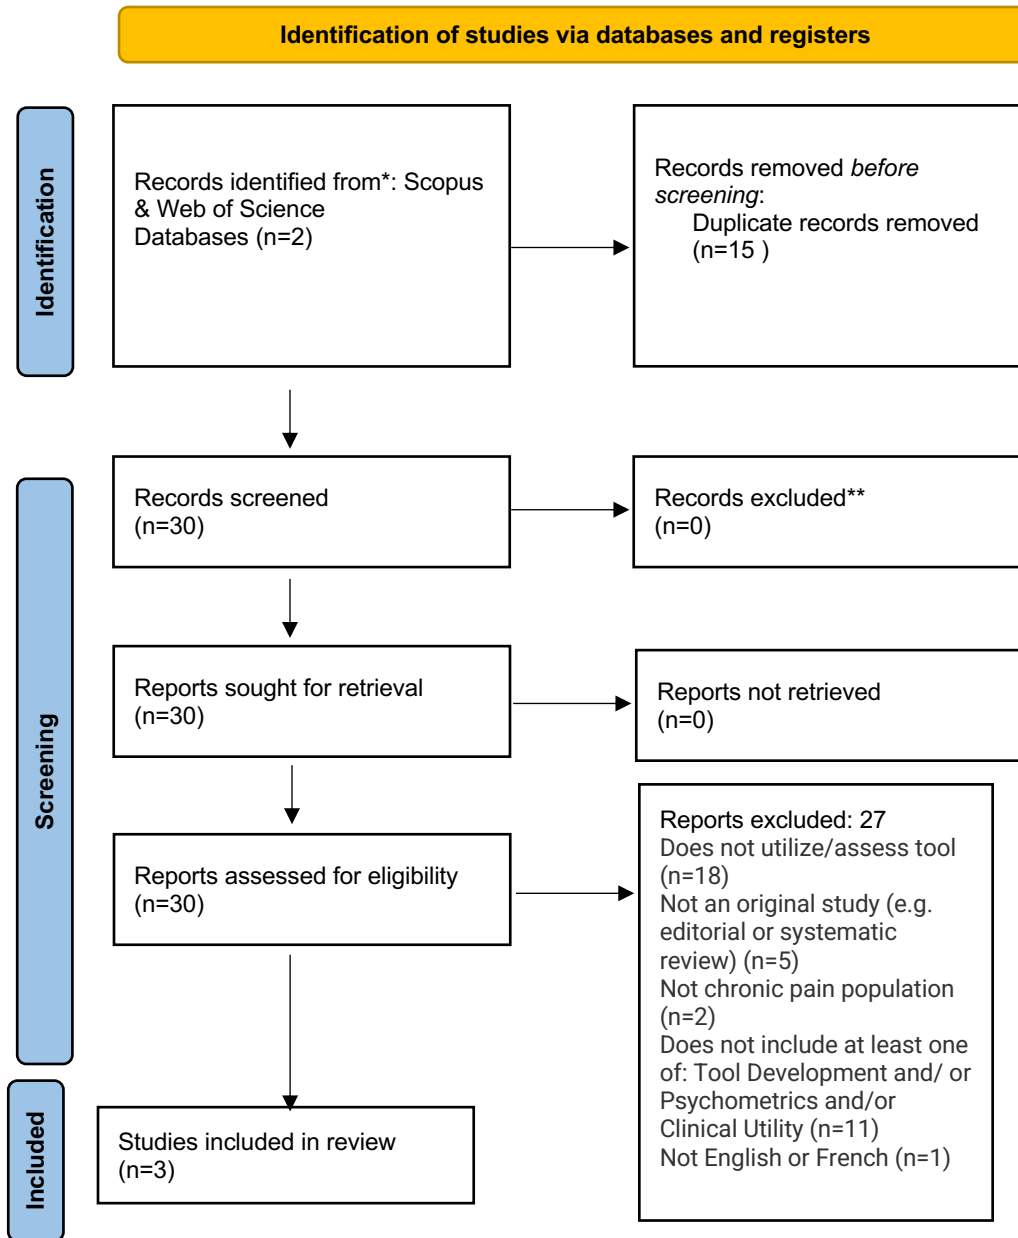 Identification of studies via databases and registers
Identification
Records identified from*: Scopus
& Web of Science
Databases (n=2)
Records removed before
screening:
Duplicate records removed
(n=15 )
Screening
Records screened
(n=30)
Records excluded**
(n=0)
Reports sought for retrieval
(n=30)
Reports not retrieved
(n=0)
Reports assessed for eligibility
(n=30)
Reports excluded: 27
Does not utilize/assess tool
(n=18)
Not an original study (e.g.
editorial or systematic
review) (n=5)
Not chronic pain population
(n=2)
Does not include at least one
of: Tool Development and/ or
Psychometrics and/or
Clinical Utility (n=11)
Not English or French (n=1)
Included
Studies included in review
(n=3)